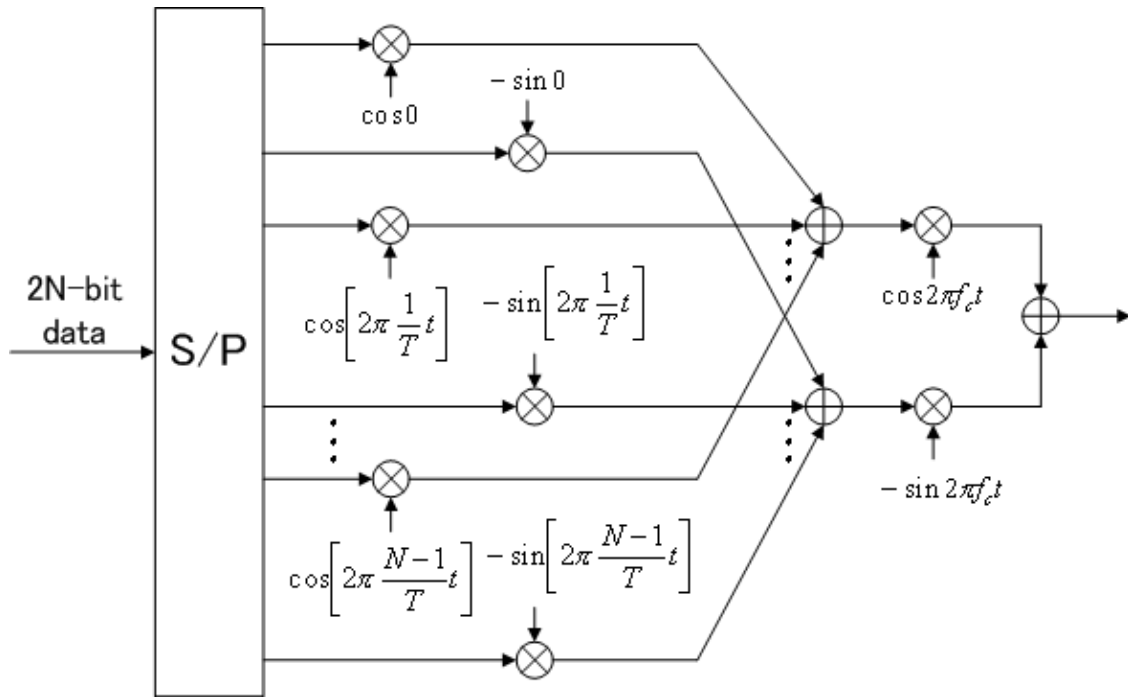 cos0
− sin 0
cos[2π 1/T t]
− sin[2π 1/T t]
2N-bit
data
S/P
cos 2πf_c t
− sin 2πf_c t
cos[2π N−1/T t]
− sin[2π N−1/T t]